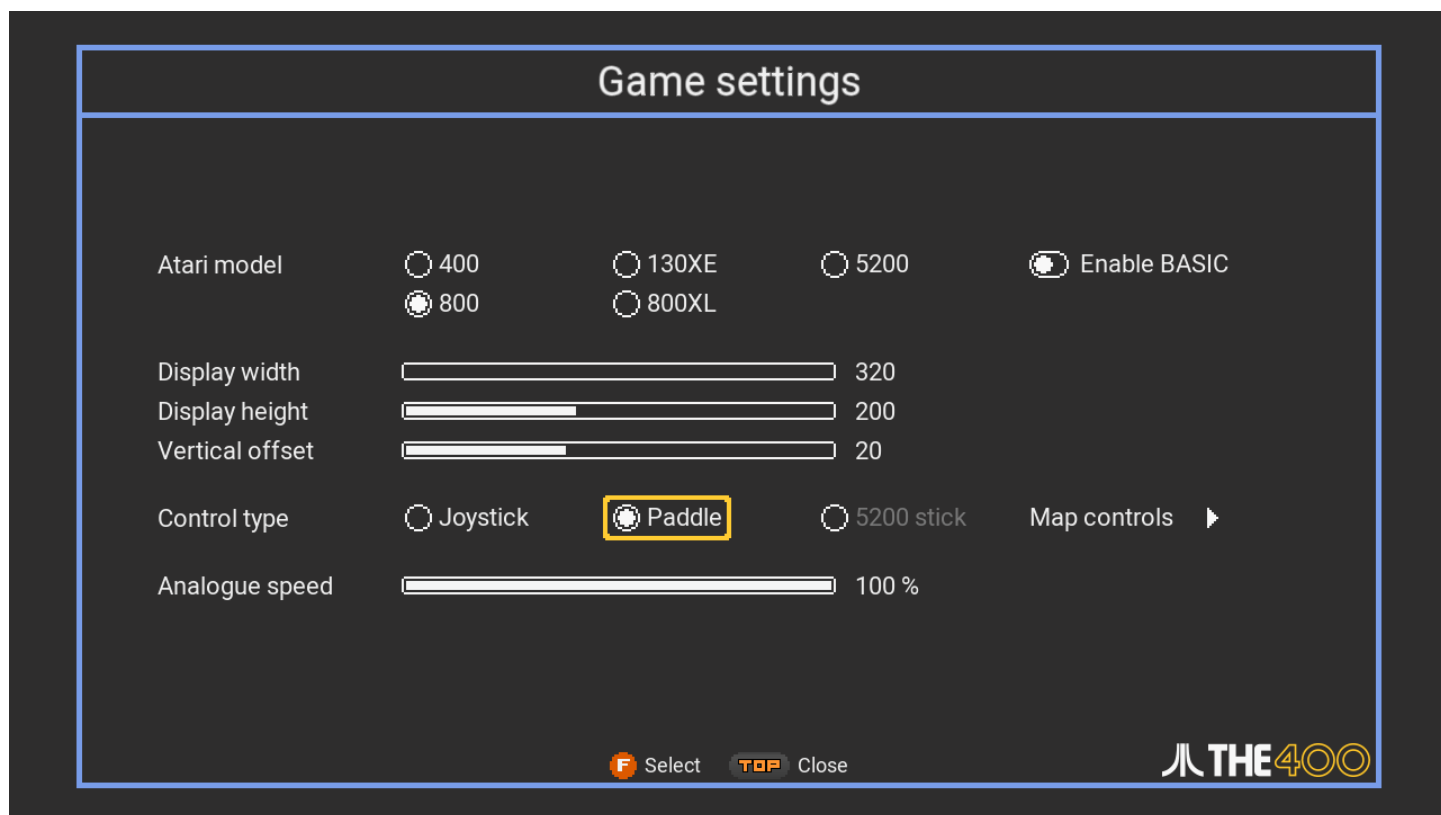 Game settings
Atari model 400 130XE 5200 Enable BASIC
800 800XL
Display width 320
Display height 200
Vertical offset 20
Control type Joystick Paddle 5200 stick Map controls
Analogue speed 100 %
F Select TOP Close THE400